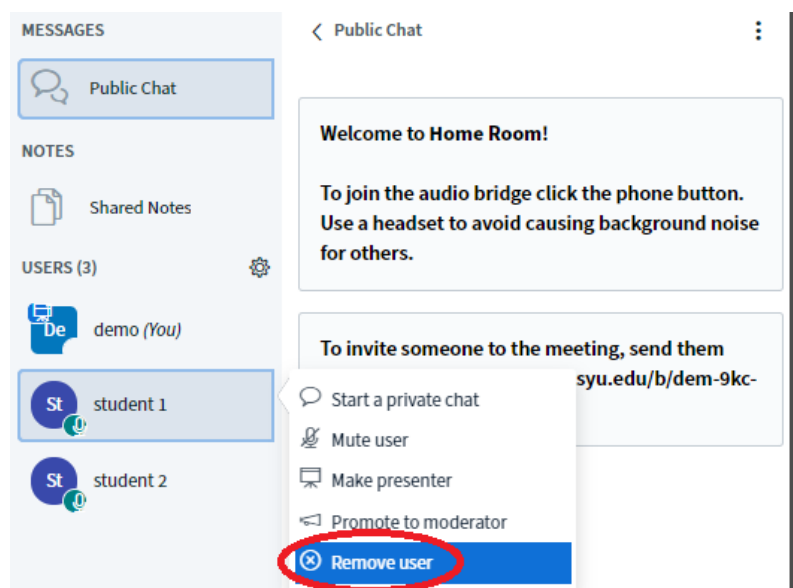 MESSAGES
Public Chat
NOTES
Shared Notes
USERS (3)
De demo (You)
St student 1
St student 2
Public Chat
Welcome to Home Room!
To join the audio bridge click the phone button.
Use a headset to avoid causing background noise
for others.
To invite someone to the meeting, send them
syu.edu/b/dem-9kc-
Start a private chat
Mute user
Make presenter
Promote to moderator
Remove user